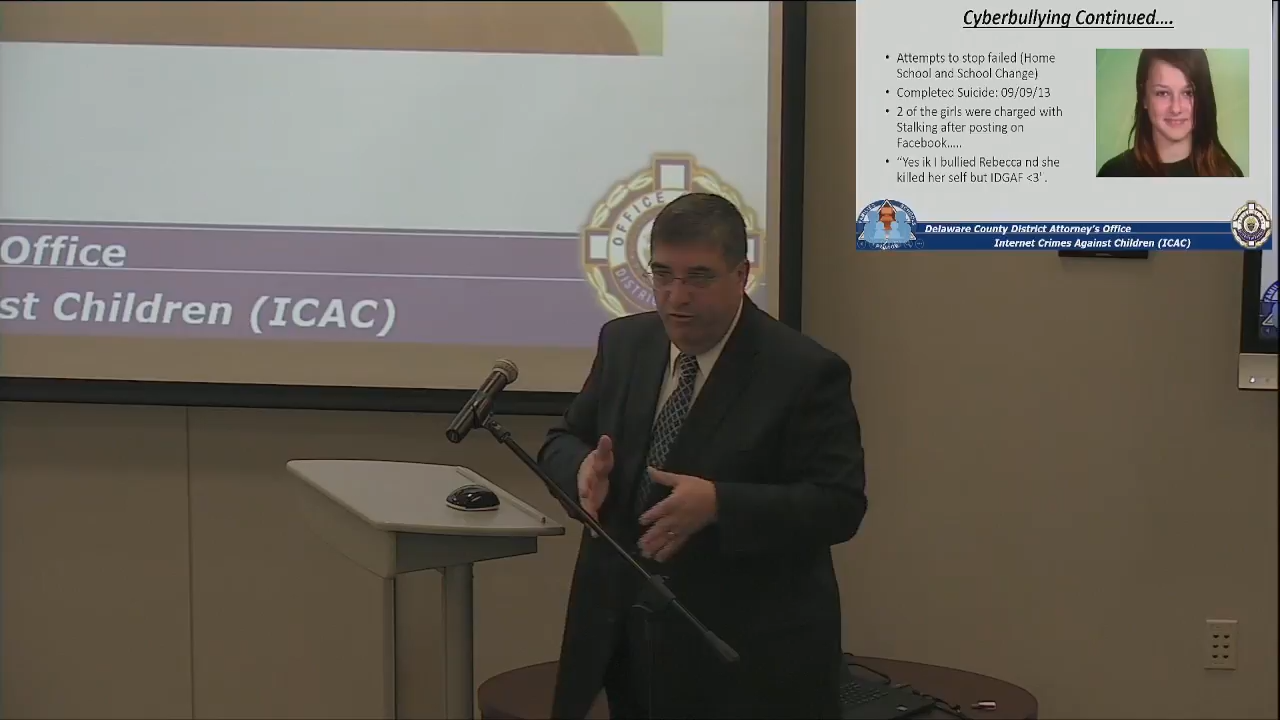 Cyberbullying Continued....
• Attempts to stop failed (Home
School and School Change)
• Completed Suicide: 09/09/13
• 2 of the girls were charged with
Stalking after posting on
Facebook.....
• “Yes ik I bullied Rebecca nd she
killed her self but IDGAF <3' .
Delaware County District Attorney's Office
Internet Crimes Against Children (ICAC)
Office
st Children (ICAC)
OFFICE
DISTRI